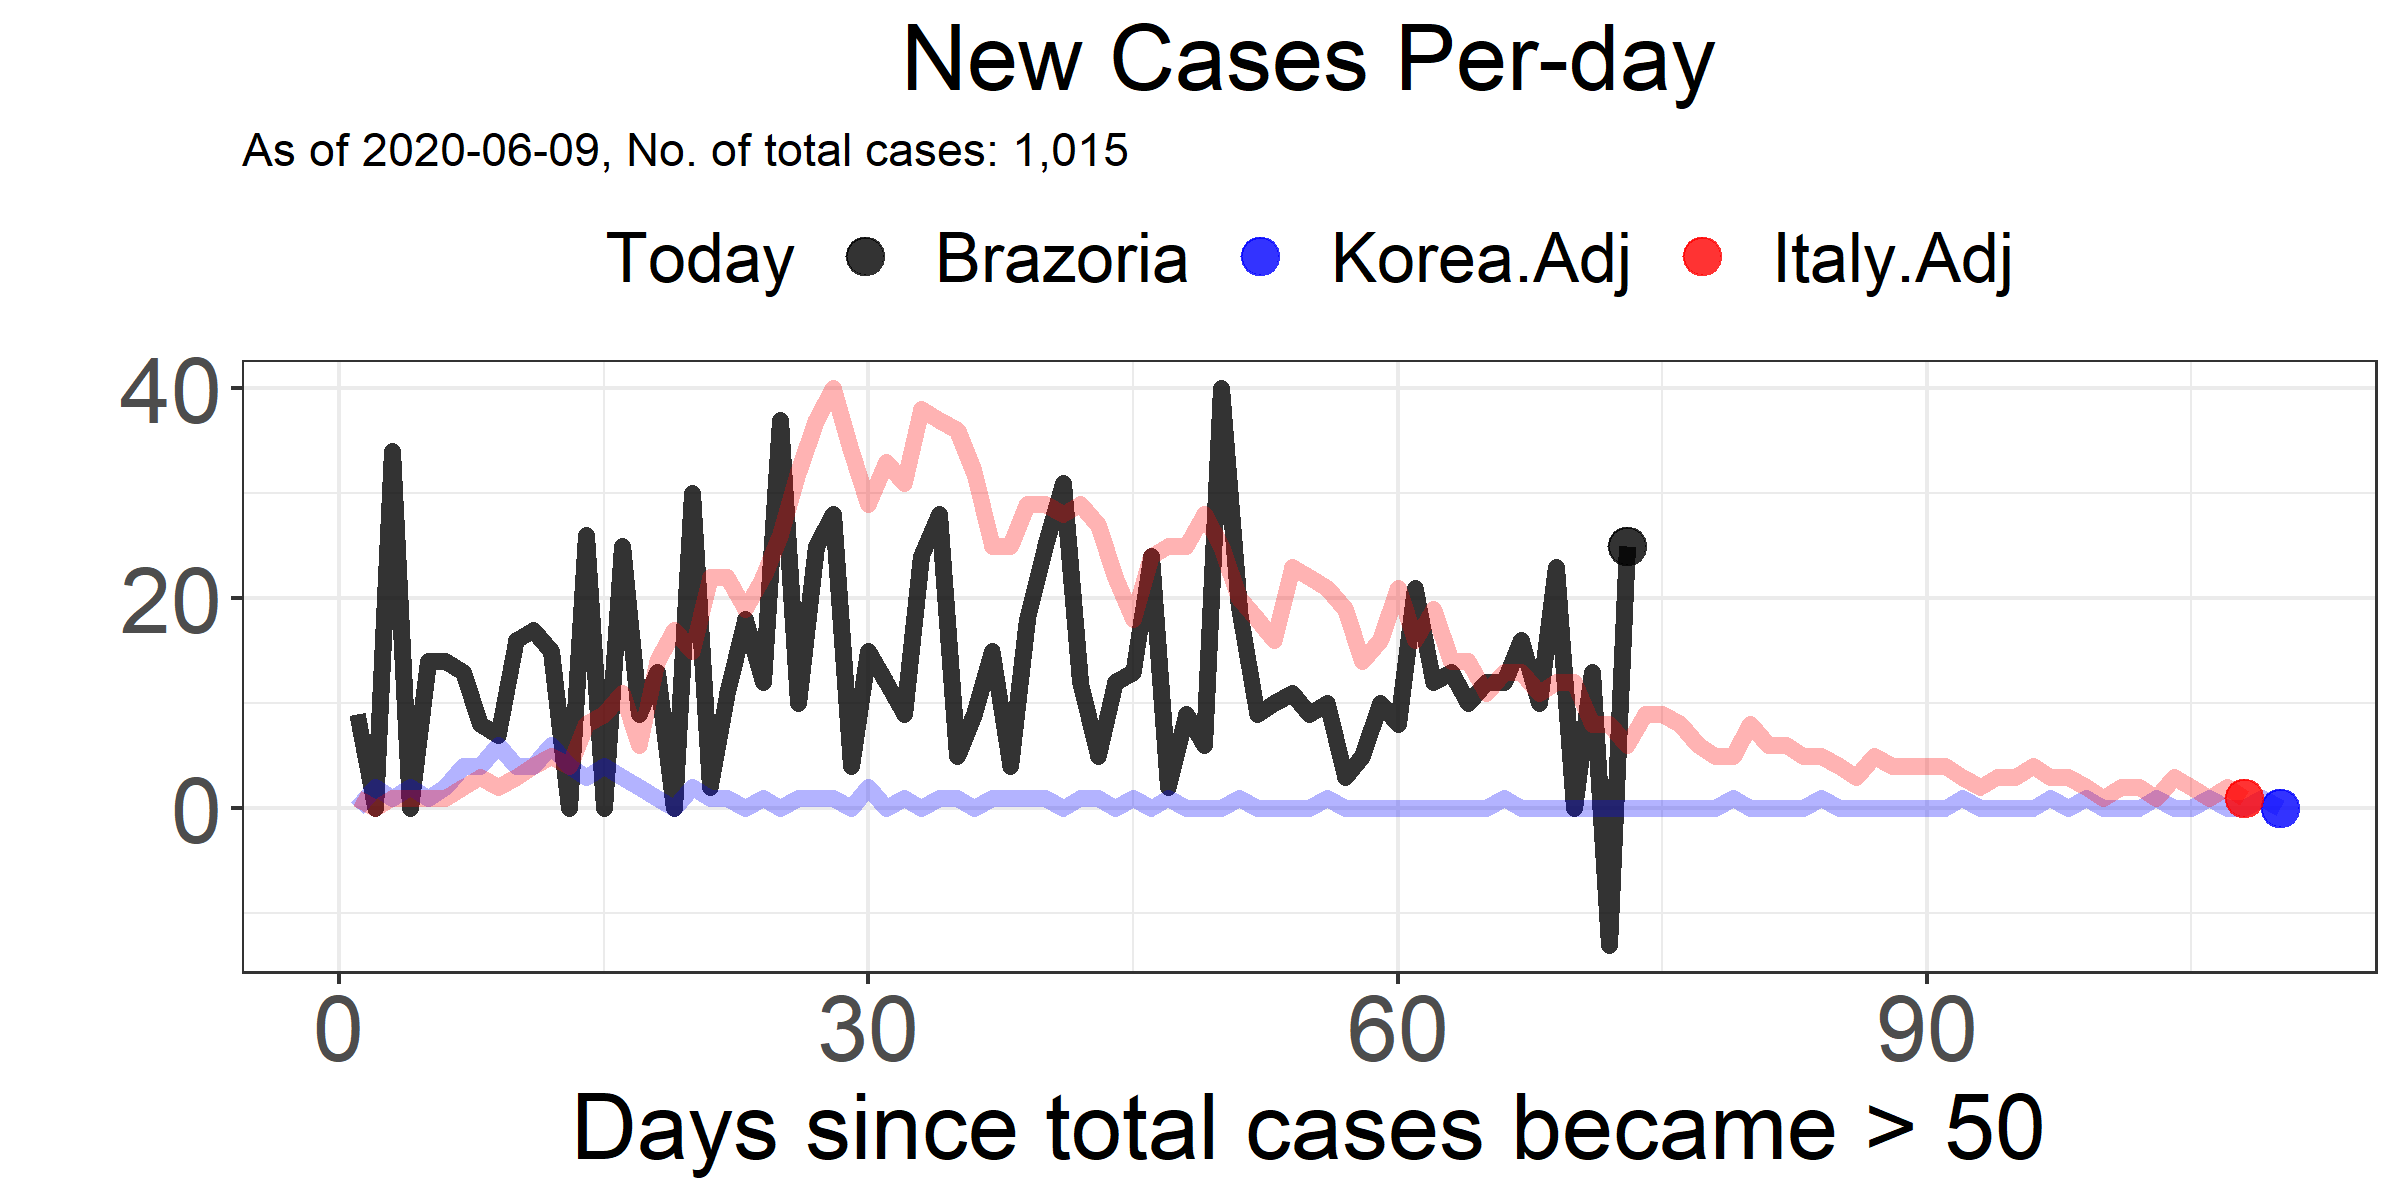 New Cases Per-day
As of 2020-06-09, No. of total cases: 1,015
Today Brazoria Korea.Adj Italy.Adj
40
20
0
0 30 60 90
Days since total cases became > 50